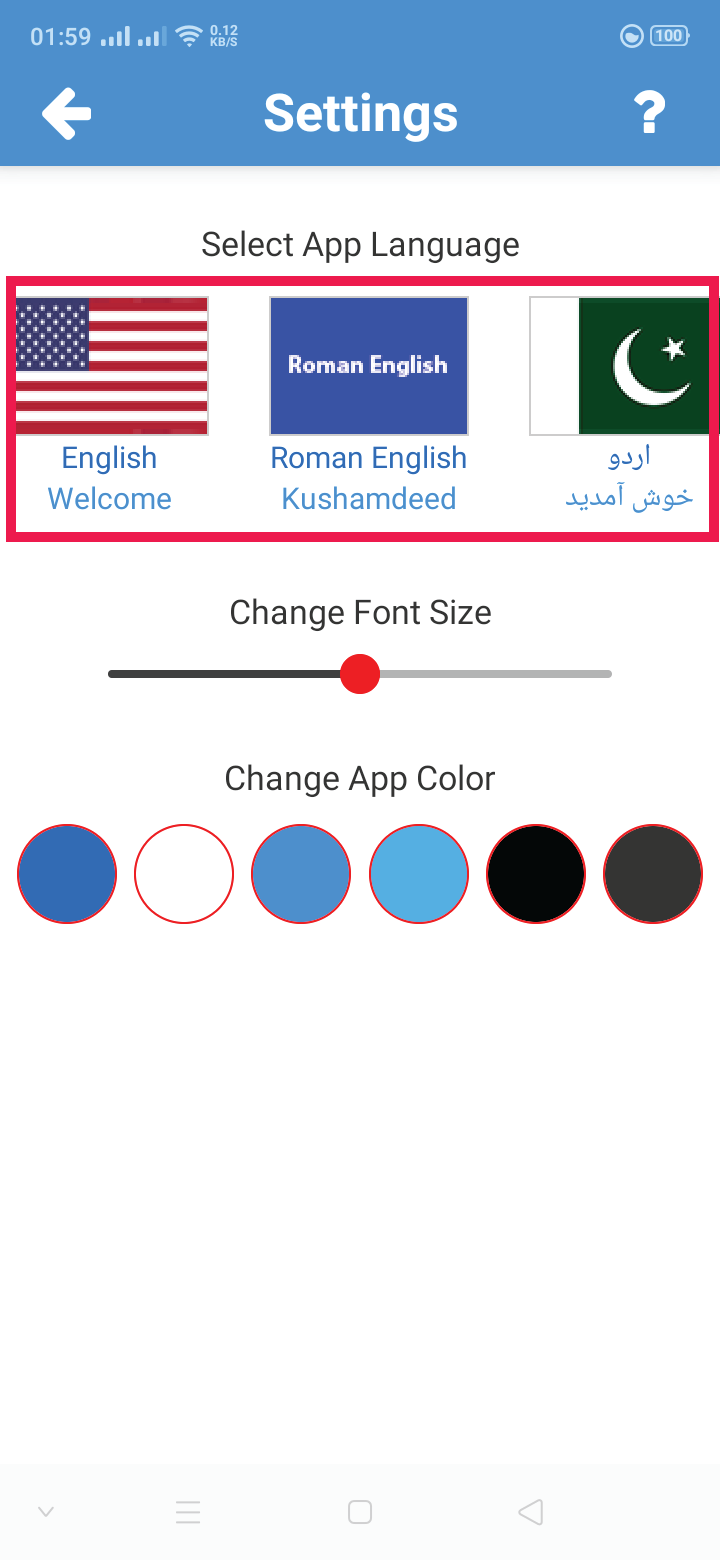 01:59 0.12 KB/S 100
Settings ?
Select App Language
Roman English
English Roman English اردو
Welcome Kushamdeed خوش آمدید
Change Font Size
Change App Color